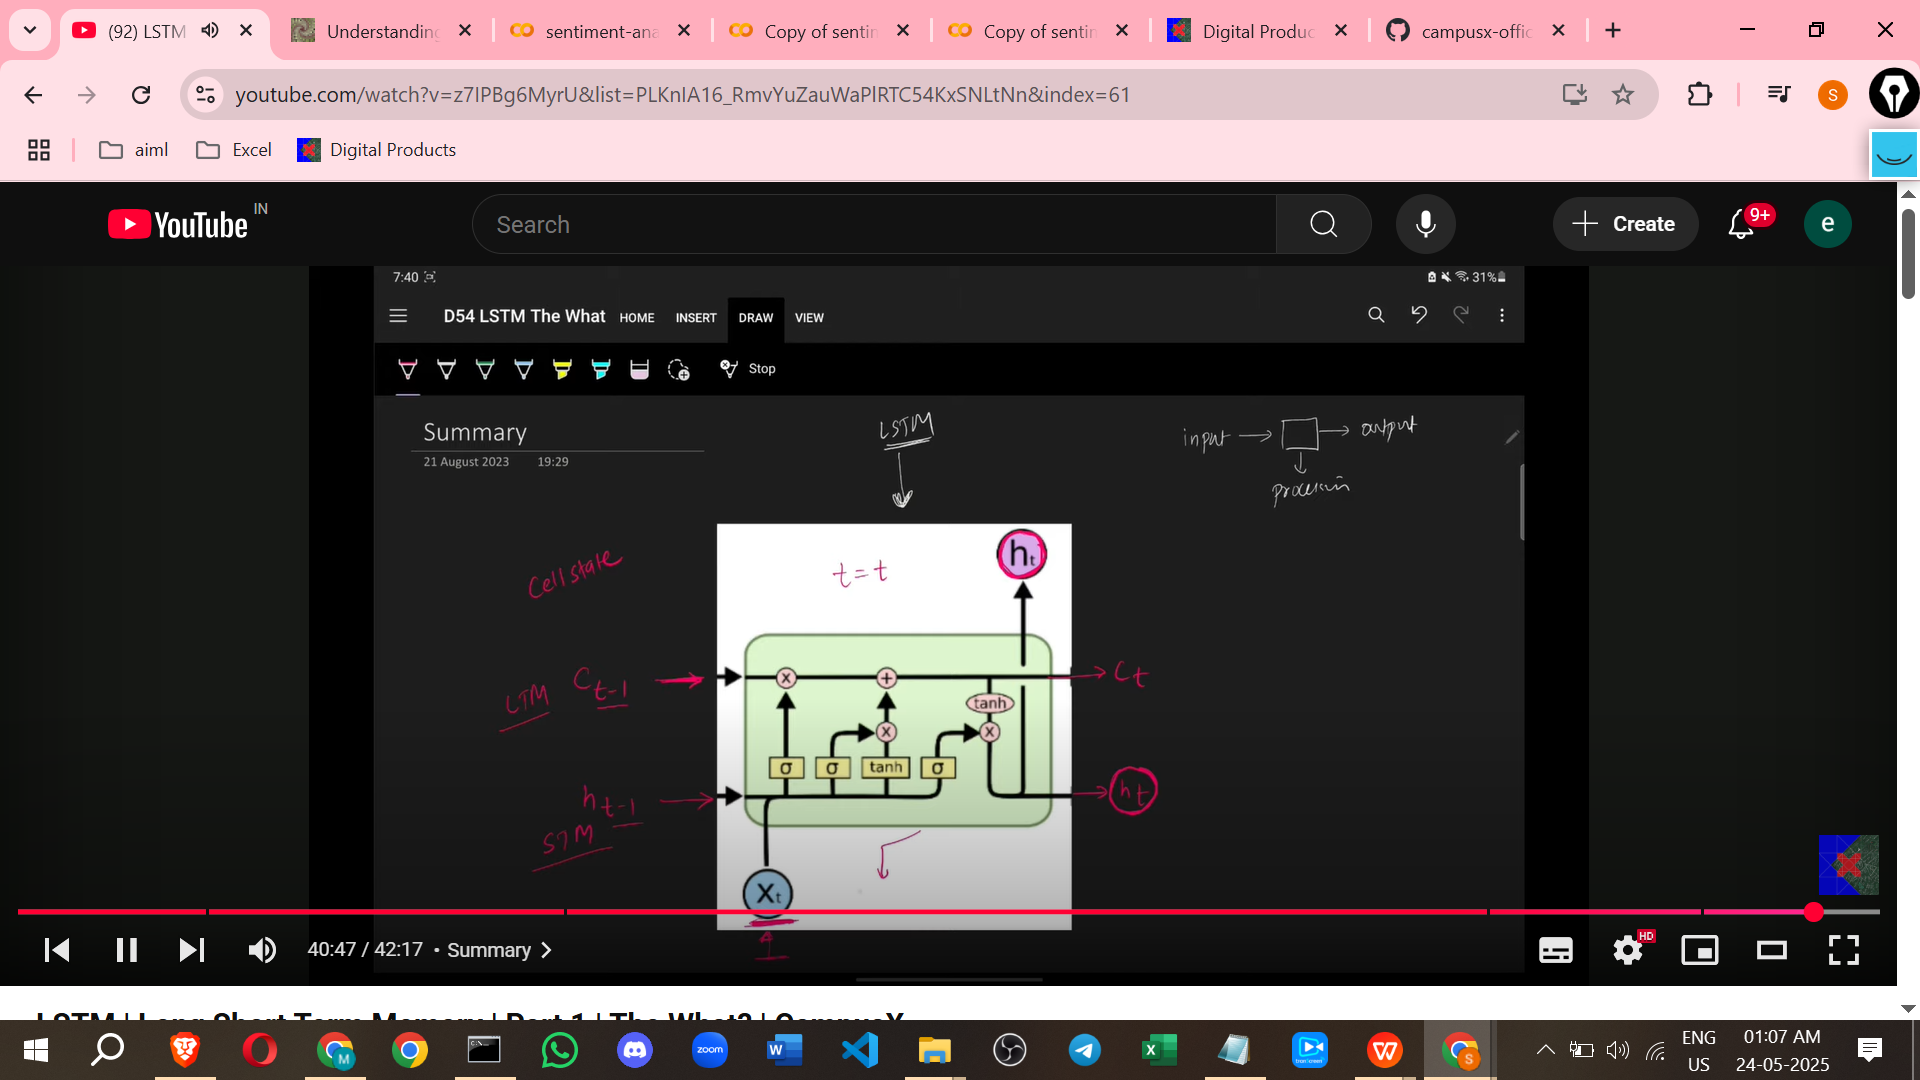 (92) LSTM
Understanding
sentiment-ana
Copy of sentin
Copy of sentin
Digital Produc
campusx-offic
youtube.com/watch?v=z7IPBg6MyrU&list=PLKnIA16_RmvYuZauWaPlRTC54KxSNLtNn&index=61
S
aiml
Excel
Digital Products
YouTube IN
Search
Create
9+
e
7:40
31%
D54 LSTM The What
HOME
INSERT
DRAW
VIEW
Stop
Summary
21 August 2023 19:29
LSTM
input
output
ht
t=t
Cell state
LTM
Ct-1
Ct
x
+
tanh
x
x
σ
σ
tanh
σ
ht-1
ht
STM
Xt
40:47 / 42:17 • Summary
HD
LSTM | Long Short Term Memory | Part 1 | The What? | CampusX
M
zoom
W
X
W
S
ENG
US
01:07 AM
24-05-2025